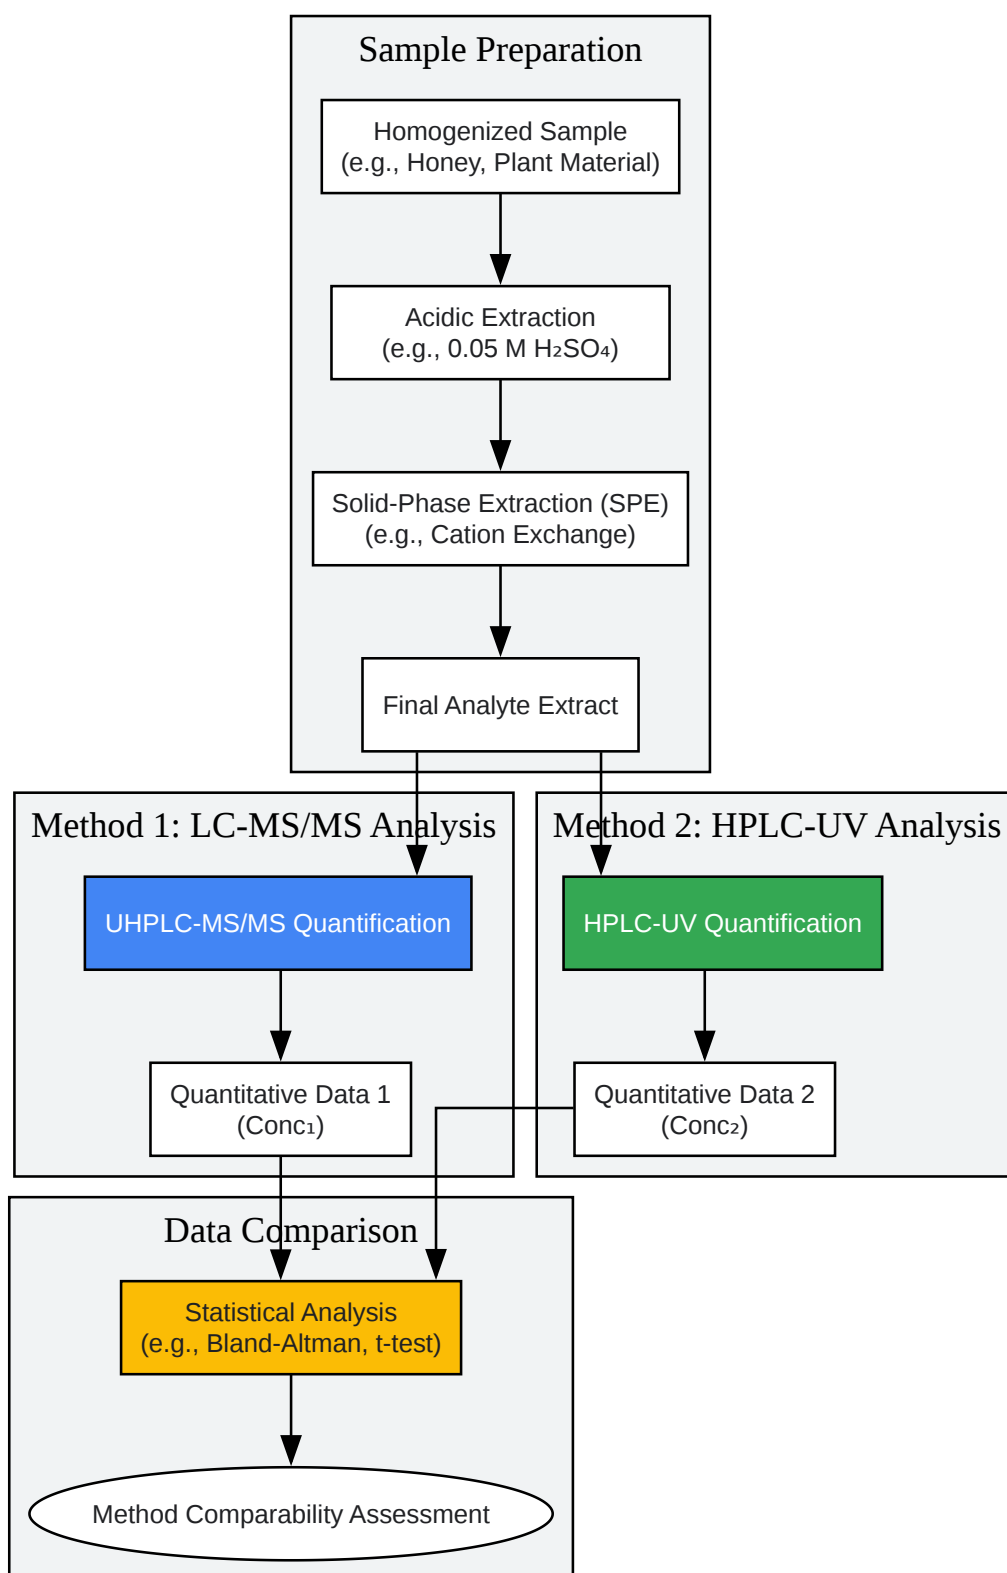 Sample Preparation
Homogenized Sample
(e.g., Honey, Plant Material)
Acidic Extraction
(e.g., 0.05 M H₂SO₄)
Solid-Phase Extraction (SPE)
(e.g., Cation Exchange)
Final Analyte Extract
Method 1: LC-MS/MS Analysis
UHPLC-MS/MS Quantification
Quantitative Data 1
(Conc₁)
Method 2: HPLC-UV Analysis
HPLC-UV Quantification
Quantitative Data 2
(Conc₂)
Data Comparison
Statistical Analysis
(e.g., Bland-Altman, t-test)
Method Comparability Assessment